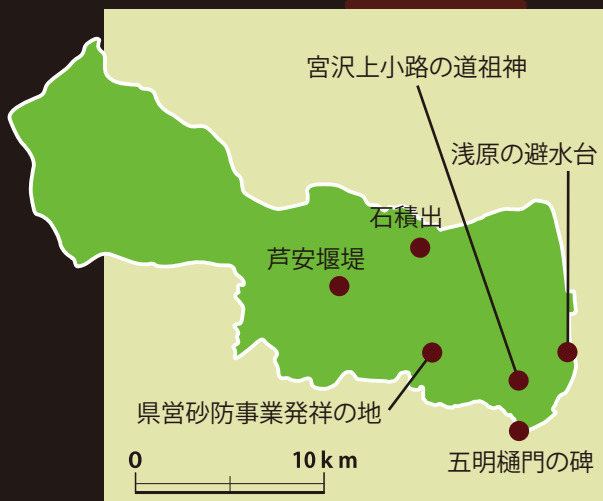 宮沢上小路の道祖神
浅原の避水台
石積出
芦安堰堤
県営砂防事業発祥の地
五明樋門の碑
0 10km